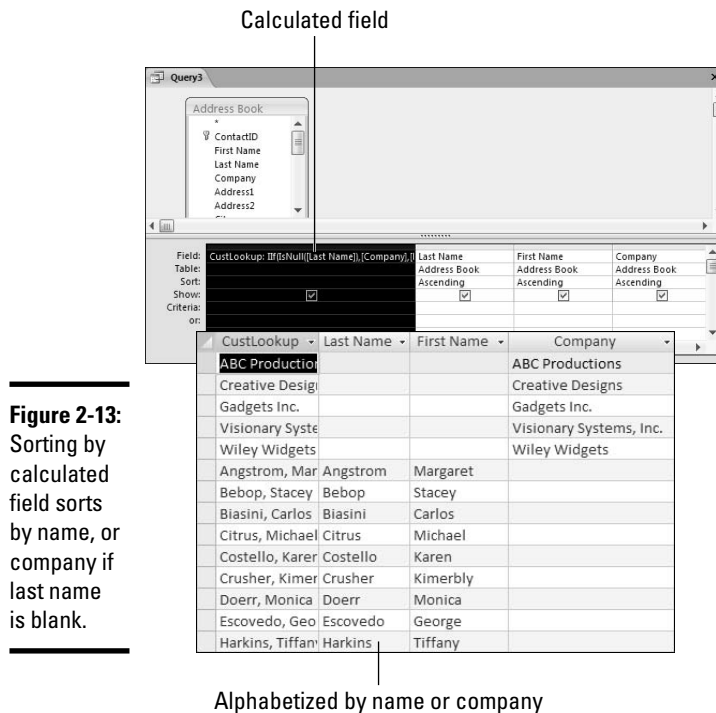 Calculated field
Query3
Address Book
*
ContactID
First Name
Last Name
Company
Address1
Address2
Field: CustLookup: IIf(IsNull([Last Name]),[Company],[ Last Name First Name Company
Table: Address Book Address Book Address Book
Sort: Ascending Ascending Ascending
Show:
Criteria:
or:
CustLookup Last Name First Name Company
ABC Production ABC Productions
Creative Desig Creative Designs
Gadgets Inc. Gadgets Inc.
Visionary Syste Visionary Systems, Inc.
Wiley Widgets Wiley Widgets
Angstrom, Mar Angstrom Margaret
Bebop, Stacey Bebop Stacey
Biasini, Carlos Biasini Carlos
Citrus, Michael Citrus Michael
Costello, Karen Costello Karen
Crusher, Kimer Crusher Kimberbly
Doerr, Monica Doerr Monica
Escovedo, Geo Escovedo George
Harkins, Tiffan Harkins Tiffany
Figure 2-13:
Sorting by
calculated
field sorts
by name, or
company if
last name
is blank.
Alphabetized by name or company